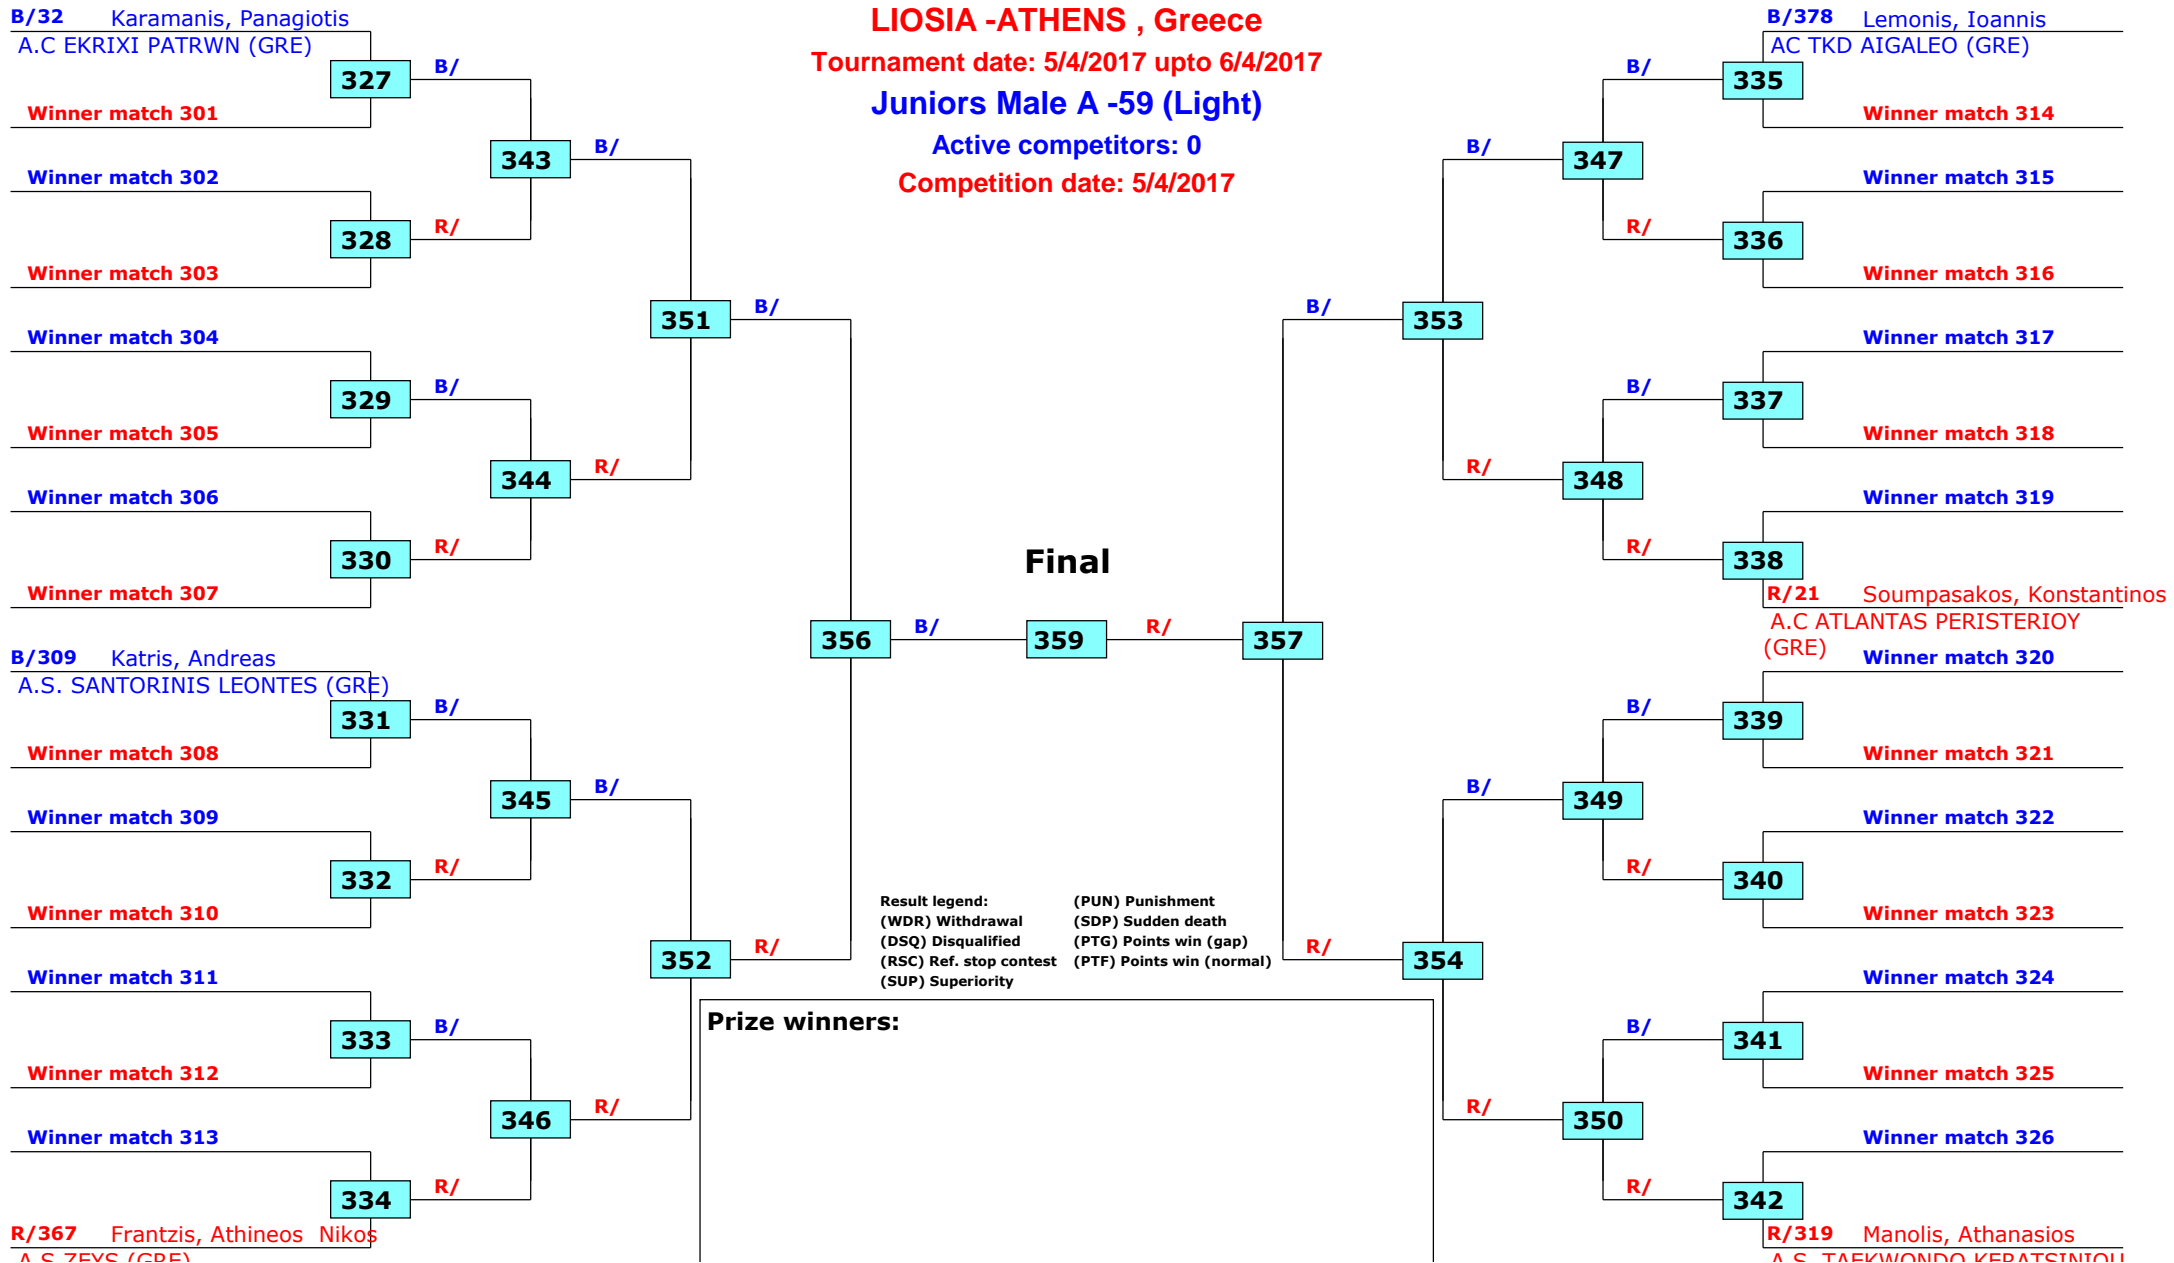 LIOSIA -ATHENS , Greece
Tournament date: 5/4/2017 upto 6/4/2017
Juniors Male A -59 (Light)
Active competitors: 0
Competition date: 5/4/2017
B/32 Karamanis, Panagiotis
A.C EKRIXI PATRWN (GRE)
327
B/
Winner match 301
343
B/
Winner match 302
328
R/
Winner match 303
351
B/
Winner match 304
329
B/
Winner match 305
344
R/
Winner match 306
330
R/
Winner match 307
356
B/
B/309 Katris, Andreas
A.S. SANTORINIS LEONTES (GRE)
331
B/
Winner match 308
345
B/
Winner match 309
332
R/
Winner match 310
352
R/
Winner match 311
333
B/
Winner match 312
346
R/
Winner match 313
334
R/
R/367 Frantzis, Athineos Nikos
A.S ZEYS (GRE)
Final
359
R/
357
B/378 Lemonis, Ioannis
AC TKD AIGALEO (GRE)
B/
335
Winner match 314
B/
347
Winner match 315
R/
336
Winner match 316
B/
353
Winner match 317
B/
337
Winner match 318
R/
348
Winner match 319
R/
338
R/21 Soumpasakos, Konstantinos
A.C ATLANTAS PERISTERIOY
(GRE)
Winner match 320
B/
339
Winner match 321
B/
349
Winner match 322
R/
340
Winner match 323
R/
354
Winner match 324
B/
341
Winner match 325
R/
350
Winner match 326
R/
342
R/319 Manolis, Athanasios
A.S. TAEKWONDO KERATSINIOU
Result legend: (PUN) Punishment
(WDR) Withdrawal (SDP) Sudden death
(DSQ) Disqualified (PTG) Points win (gap)
(RSC) Ref. stop contest (PTF) Points win (normal)
(SUP) Superiority
Prize winners: